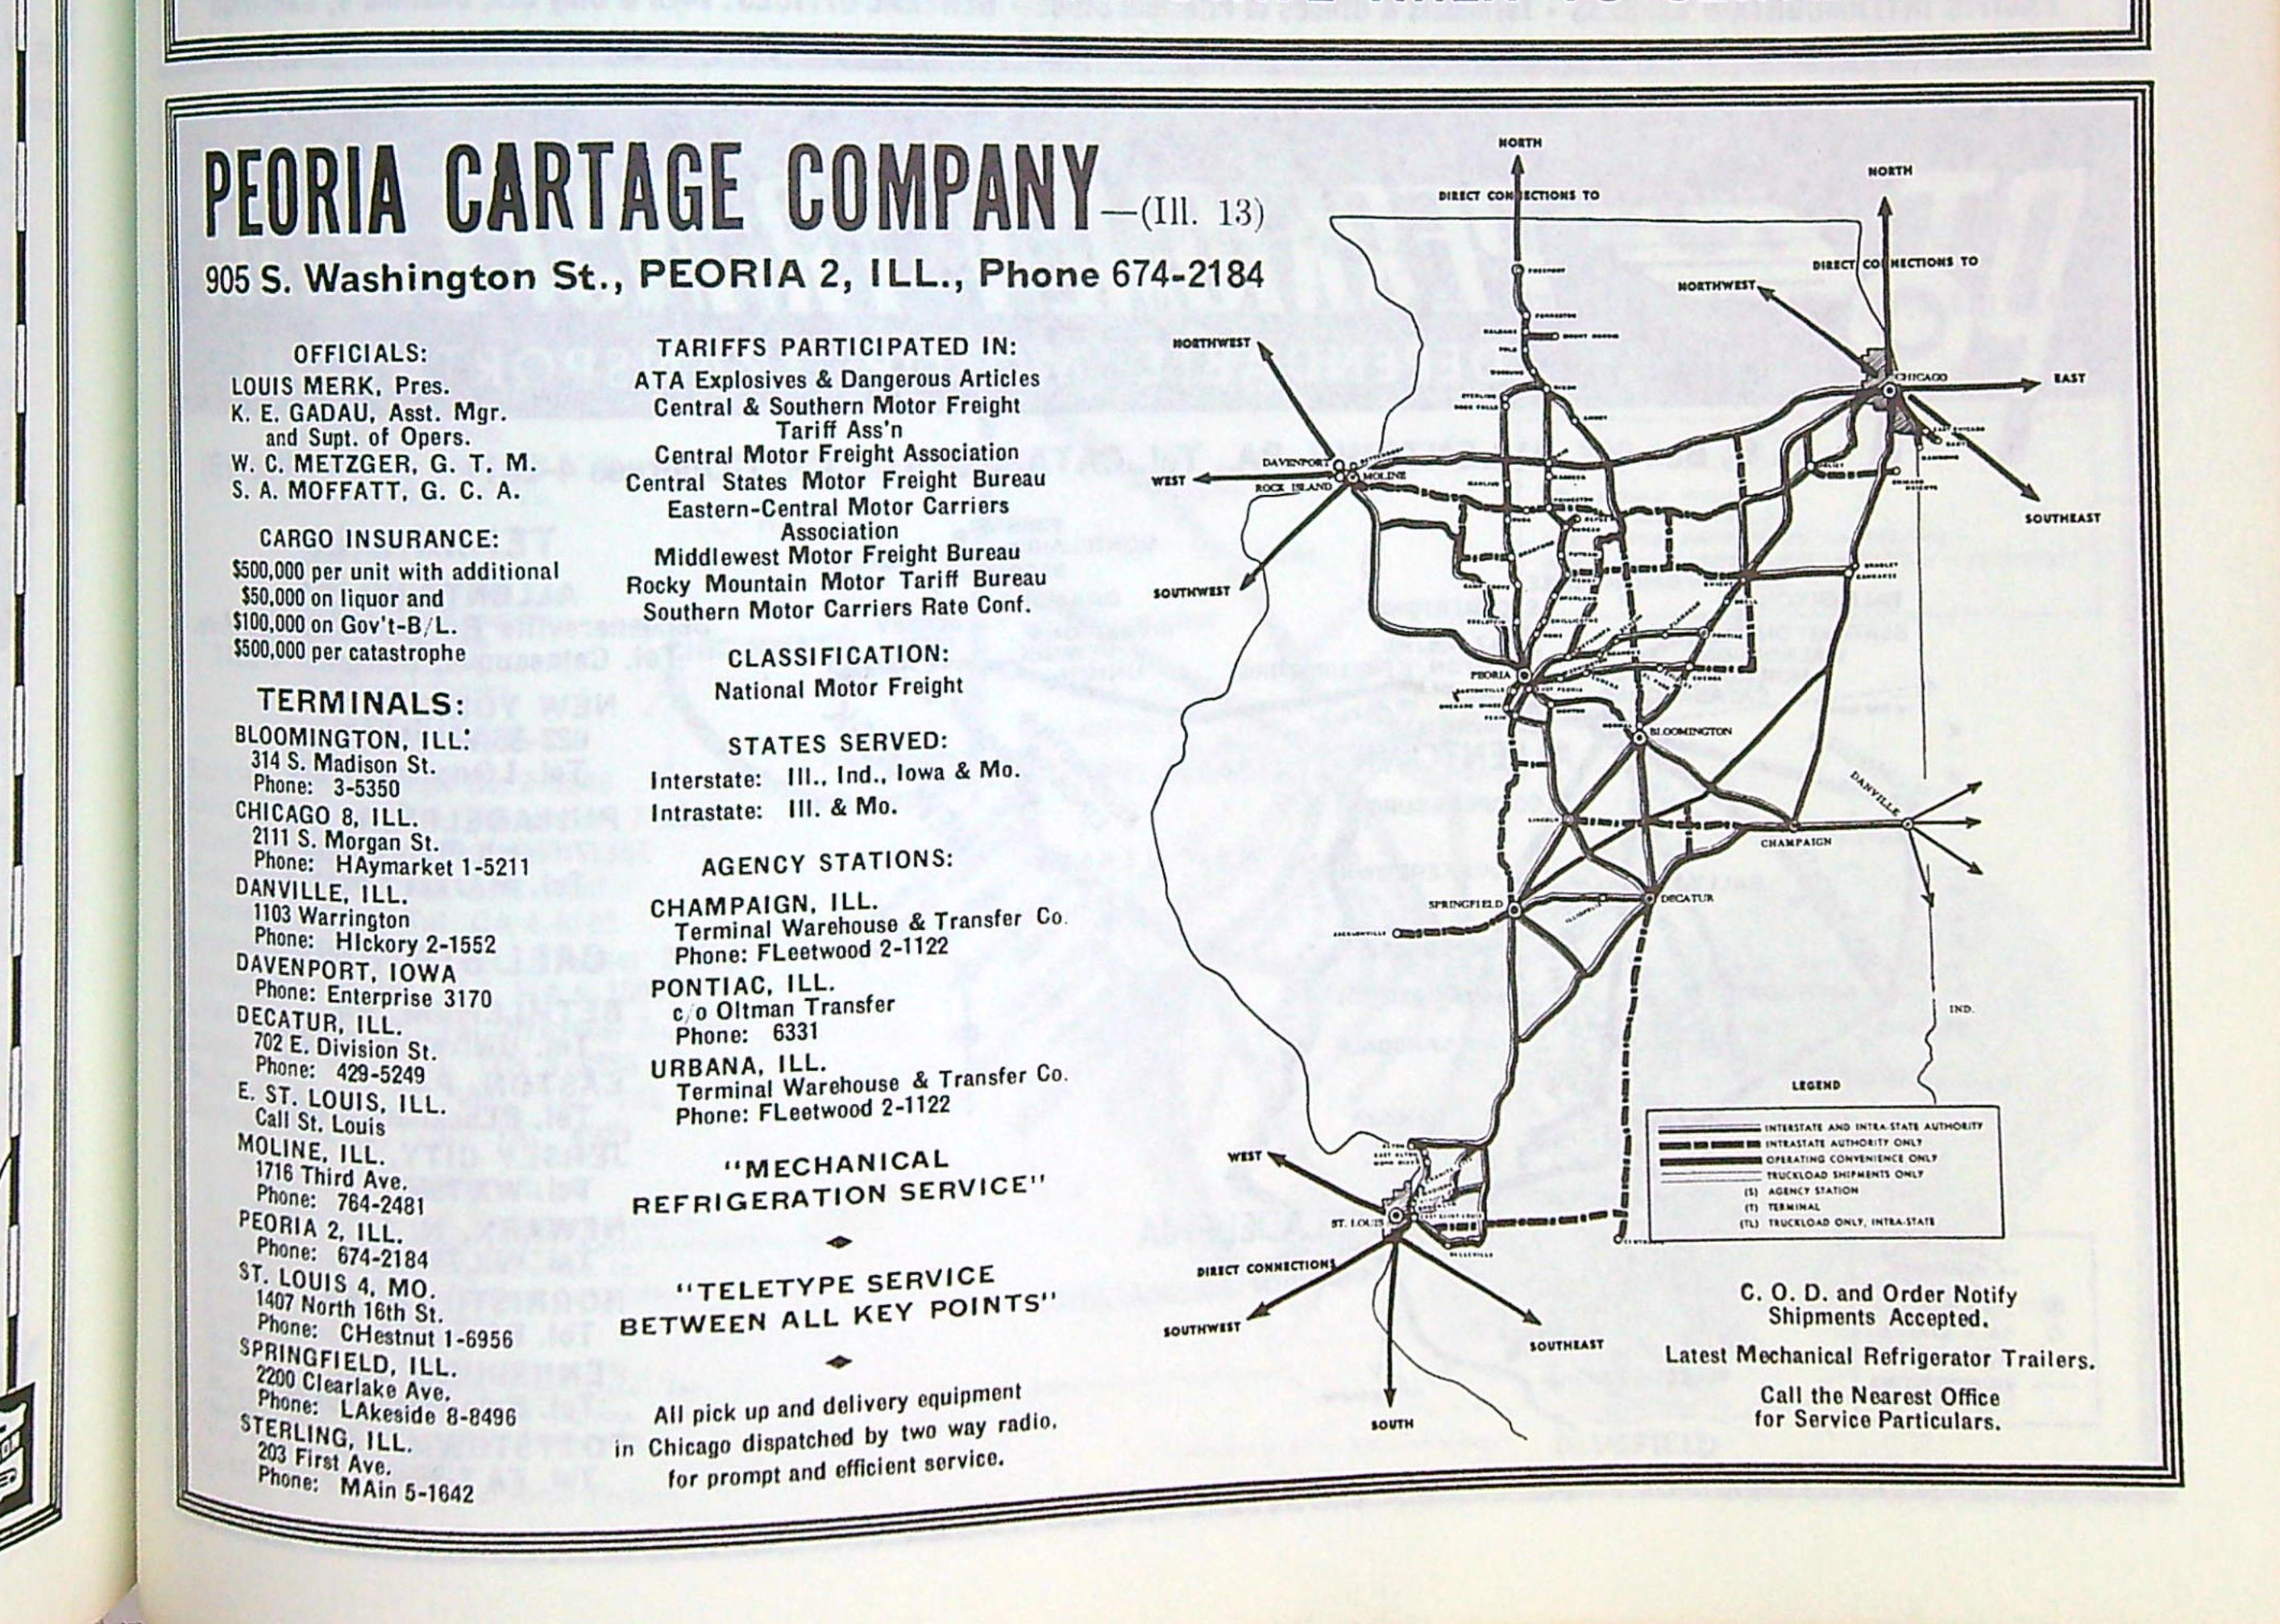 PEORIA CARTAGE COMPANY—(Ill. 13)
905 S. Washington St., PEORIA 2, ILL., Phone 674-2184
OFFICIALS:
LOUIS MERK, Pres.
K. E. GADAU, Asst. Mgr.
and Supt. of Opers.
W. C. METZGER, G. T. M.
S. A. MOFFATT, G. C. A.
CARGO INSURANCE:
$500,000 per unit with additional
$50,000 on liquor and
$100,000 on Gov't-B/L.
$500,000 per catastrophe
TERMINALS:
BLOOMINGTON, ILL.
314 S. Madison St.
Phone: 3-5350
CHICAGO 8, ILL.
2111 S. Morgan St.
Phone: HAymarket 1-5211
DANVILLE, ILL.
1103 Warrington
Phone: HIckory 2-1552
DAVENPORT, IOWA
Phone: Enterprise 3170
DECATUR, ILL.
702 E. Division St.
Phone: 429-5249
E. ST. LOUIS, ILL.
Call St. Louis
MOLINE, ILL.
1716 Third Ave.
Phone: 764-2481
PEORIA 2, ILL.
Phone: 674-2184
ST. LOUIS 4, MO.
1407 North 16th St.
Phone: CHestnut 1-6956
SPRINGFIELD, ILL.
2200 Clearlake Ave.
Phone: LAkeside 8-8496
STERLING, ILL.
203 First Ave.
Phone: MAin 5-1642
TARIFFS PARTICIPATED IN:
ATA Explosives & Dangerous Articles
Central & Southern Motor Freight
Tariff Ass'n
Central Motor Freight Association
Central States Motor Freight Bureau
Eastern-Central Motor Carriers
Association
Middlewest Motor Freight Bureau
Rocky Mountain Motor Tariff Bureau
Southern Motor Carriers Rate Conf.
CLASSIFICATION:
National Motor Freight
STATES SERVED:
Interstate: Ill., Ind., Iowa & Mo.
Intrastate: Ill. & Mo.
AGENCY STATIONS:
CHAMPAIGN, ILL.
Terminal Warehouse & Transfer Co.
Phone: FLeetwood 2-1122
PONTIAC, ILL.
c/o Oltman Transfer
Phone: 6331
URBANA, ILL.
Terminal Warehouse & Transfer Co.
Phone: FLeetwood 2-1122
"MECHANICAL
REFRIGERATION SERVICE"
"TELETYPE SERVICE
BETWEEN ALL KEY POINTS"
All pick up and delivery equipment
in Chicago dispatched by two way radio,
for prompt and efficient service.
NORTH
DIRECT CONNECTIONS TO
NORTH
DIRECT CONNECTIONS TO
NORTHWEST
FREEPORT
NORTHWEST
CHICAGO
EAST
SOUTHEAST
DAVENPORT
MOLINE
WEST
ROCK ISLAND
SOUTHWEST
PEORIA
BLOOMINGTON
DANVILLE
LINCOLN
CHAMPAIGN
SPRINGFIELD
DECATUR
JACKSONVILLE
IND.
WEST
ST. LOUIS
BELLEVILLE
DIRECT CONNECTIONS
SOUTHWEST
SOUTHEAST
SOUTH
LEGEND
INTERSTATE AND INTRA-STATE AUTHORITY
INTRASTATE AUTHORITY ONLY
OPERATING CONVENIENCE ONLY
TRUCKLOAD SHIPMENTS ONLY
(S) AGENCY STATION
(T) TERMINAL
(TL) TRUCKLOAD ONLY, INTRA-STATE
C. O. D. and Order Notify
Shipments Accepted.
Latest Mechanical Refrigerator Trailers.
Call the Nearest Office
for Service Particulars.